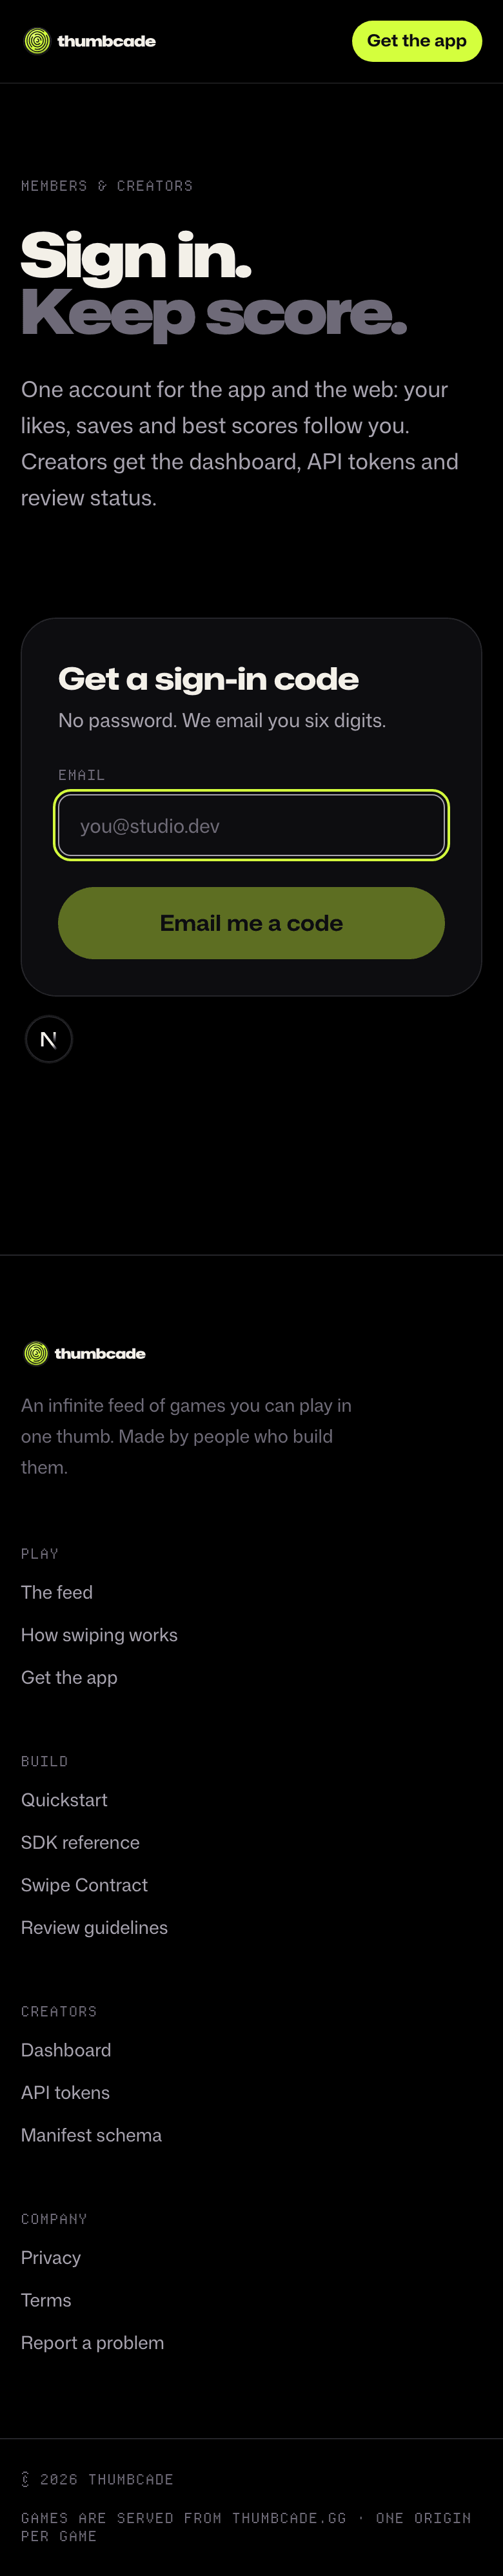 thumbcade
Get the app
MEMBERS & CREATORS
Sign in.
Keep score.
One account for the app and the web: your
likes, saves and best scores follow you.
Creators get the dashboard, API tokens and
review status.
Get a sign-in code
No password. We email you six digits.
EMAIL
you@studio.dev
Email me a code
N
thumbcade
An infinite feed of games you can play in
one thumb. Made by people who build
them.
PLAY
The feed
How swiping works
Get the app
BUILD
Quickstart
SDK reference
Swipe Contract
Review guidelines
CREATORS
Dashboard
API tokens
Manifest schema
COMPANY
Privacy
Terms
Report a problem
© 2026 THUMBCADE
GAMES ARE SERVED FROM THUMBCADE.GG · ONE ORIGIN
PER GAME